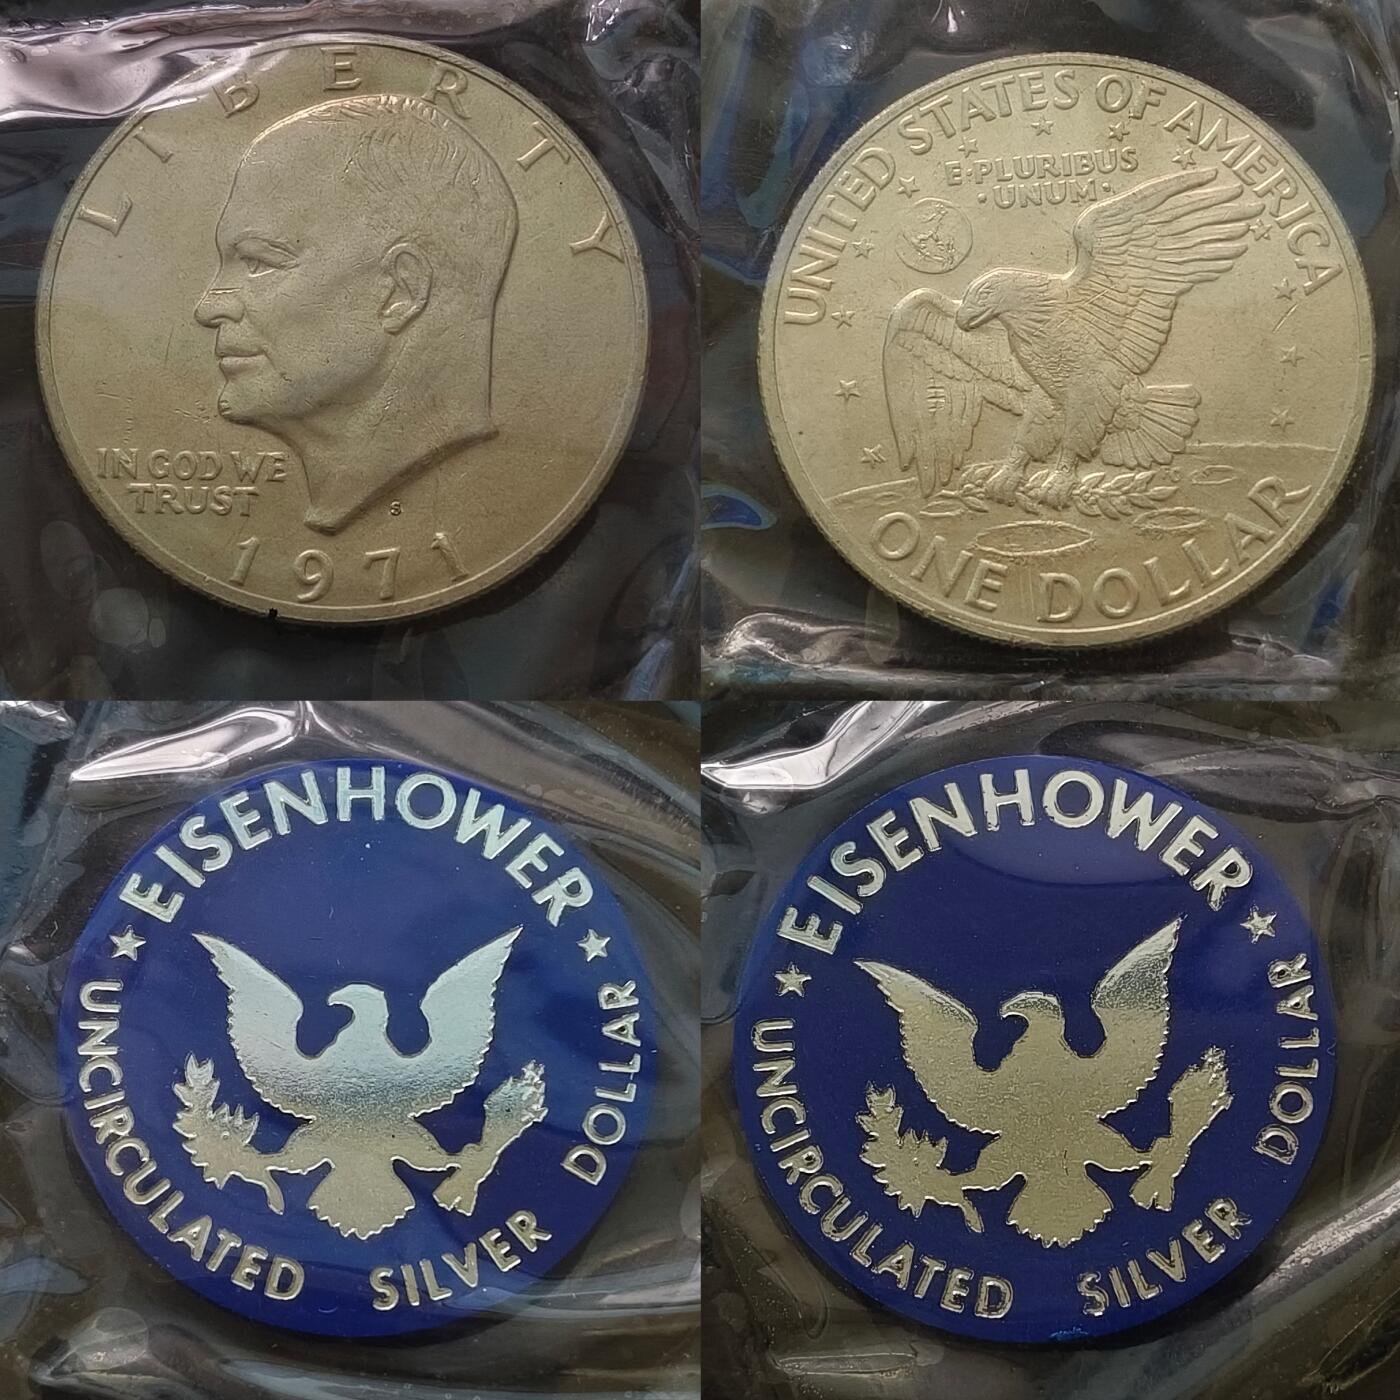 LIBERTY
IN GOD WE
TRUST
S
1971
UNITED STATES OF AMERICA
E·PLURIBUS
·UNUM·
ONE DOLLAR
★ EISENHOWER ★
UNCIRCULATED SILVER DOLLAR
★ EISENHOWER ★
UNCIRCULATED SILVER DOLLAR